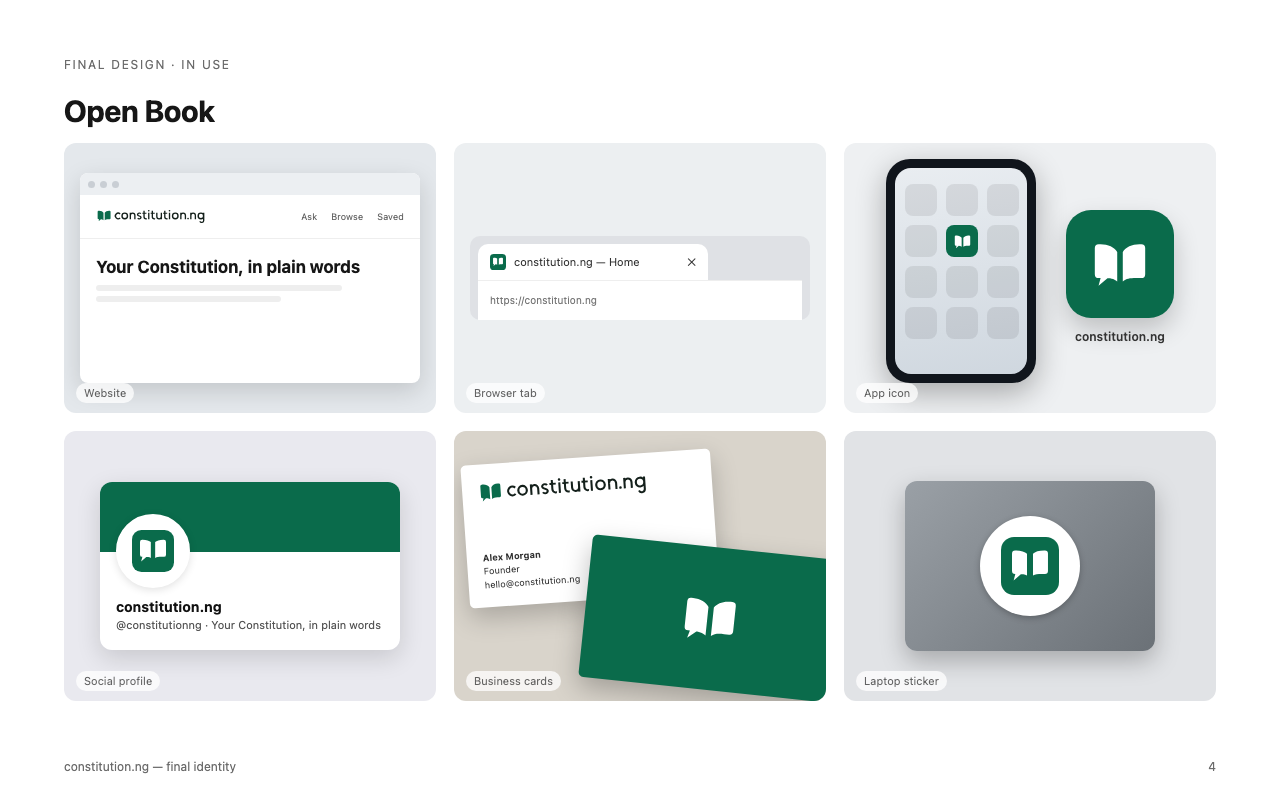 FINAL DESIGN · IN USE
Open Book
constitution.ng
Ask Browse Saved
Your Constitution, in plain words
Website
constitution.ng — Home
https://constitution.ng
Browser tab
constitution.ng
App icon
constitution.ng
@constitutionng · Your Constitution, in plain words
Social profile
constitution.ng
Alex Morgan
Founder
hello@constitution.ng
Business cards
Laptop sticker
constitution.ng — final identity
4